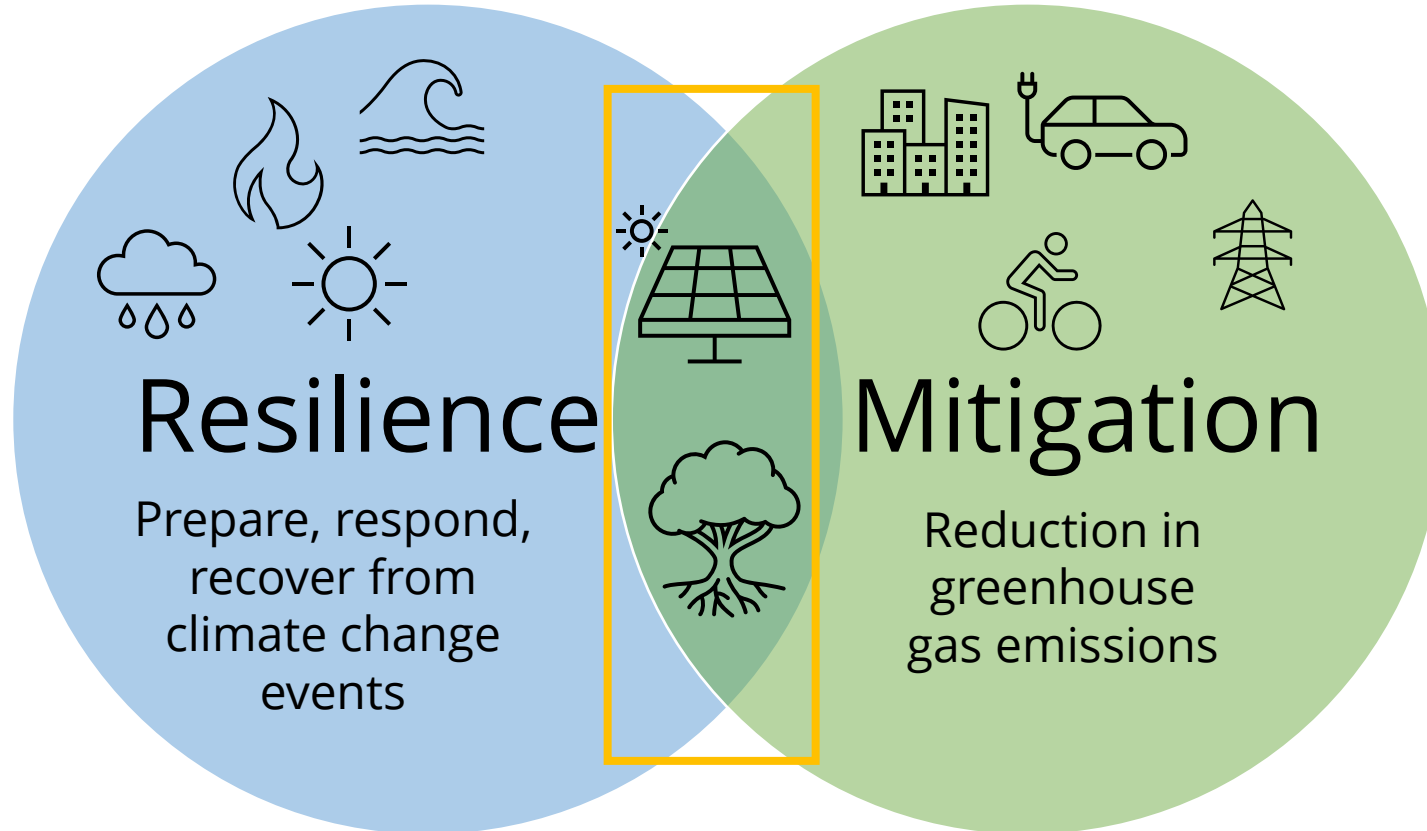 Resilience
Prepare, respond,
recover from
climate change
events
Mitigation
Reduction in
greenhouse
gas emissions